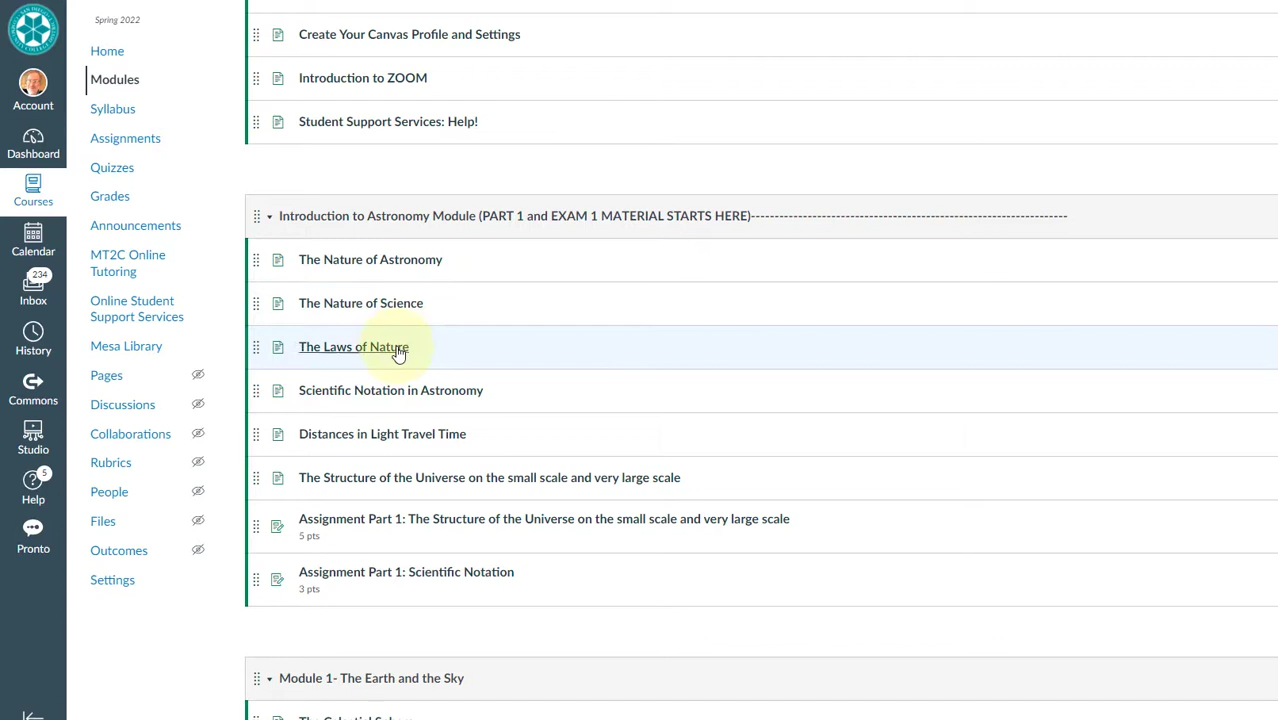 Spring 2022
Account
Dashboard
Courses
Calendar
234
Inbox
History
Commons
Studio
5
Help
Pronto
Home
Modules
Syllabus
Assignments
Quizzes
Grades
Announcements
MT2C Online
Tutoring
Online Student
Support Services
Mesa Library
Pages
Discussions
Collaborations
Rubrics
People
Files
Outcomes
Settings
Create Your Canvas Profile and Settings
Introduction to ZOOM
Student Support Services: Help!
Introduction to Astronomy Module (PART 1 and EXAM 1 MATERIAL STARTS HERE)-------------------------------------------------------------------
The Nature of Astronomy
The Nature of Science
The Laws of Nature
Scientific Notation in Astronomy
Distances in Light Travel Time
The Structure of the Universe on the small scale and very large scale
Assignment Part 1: The Structure of the Universe on the small scale and very large scale
5 pts
Assignment Part 1: Scientific Notation
3 pts
Module 1- The Earth and the Sky
The Celestial Sphere